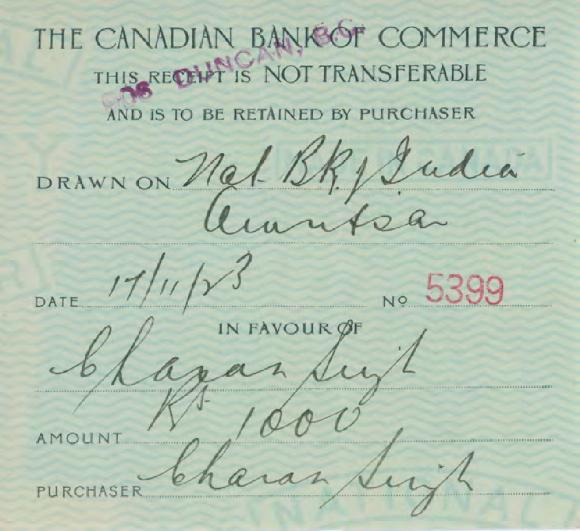 THE CANADIAN BANK OF COMMERCE
DUNCAN, B.C.
THIS RECEIPT IS NOT TRANSFERABLE
AND IS TO BE RETAINED BY PURCHASER
DRAWN ON Nat. Bk of India
Amritsar
DATE 17/11/23 No 5399
IN FAVOUR OF
Charan Singh
AMOUNT Rs 1000
PURCHASER Charan Singh